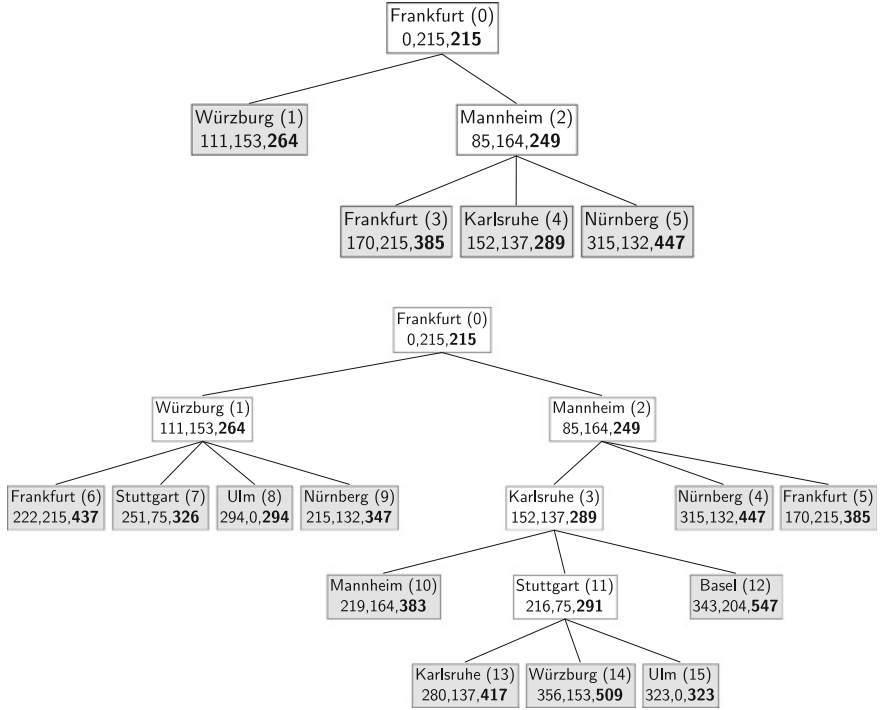 Frankfurt (0)
0,215,215
Würzburg (1)
111,153,264
Mannheim (2)
85,164,249
Frankfurt (3)
170,215,385
Karlsruhe (4)
152,137,289
Nürnberg (5)
315,132,447
Frankfurt (0)
0,215,215
Würzburg (1)
111,153,264
Mannheim (2)
85,164,249
Frankfurt (6)
222,215,437
Stuttgart (7)
251,75,326
Ulm (8)
294,0,294
Nürnberg (9)
215,132,347
Karlsruhe (3)
152,137,289
Nürnberg (4)
315,132,447
Frankfurt (5)
170,215,385
Mannheim (10)
219,164,383
Stuttgart (11)
216,75,291
Basel (12)
343,204,547
Karlsruhe (13)
280,137,417
Würzburg (14)
356,153,509
Ulm (15)
323,0,323